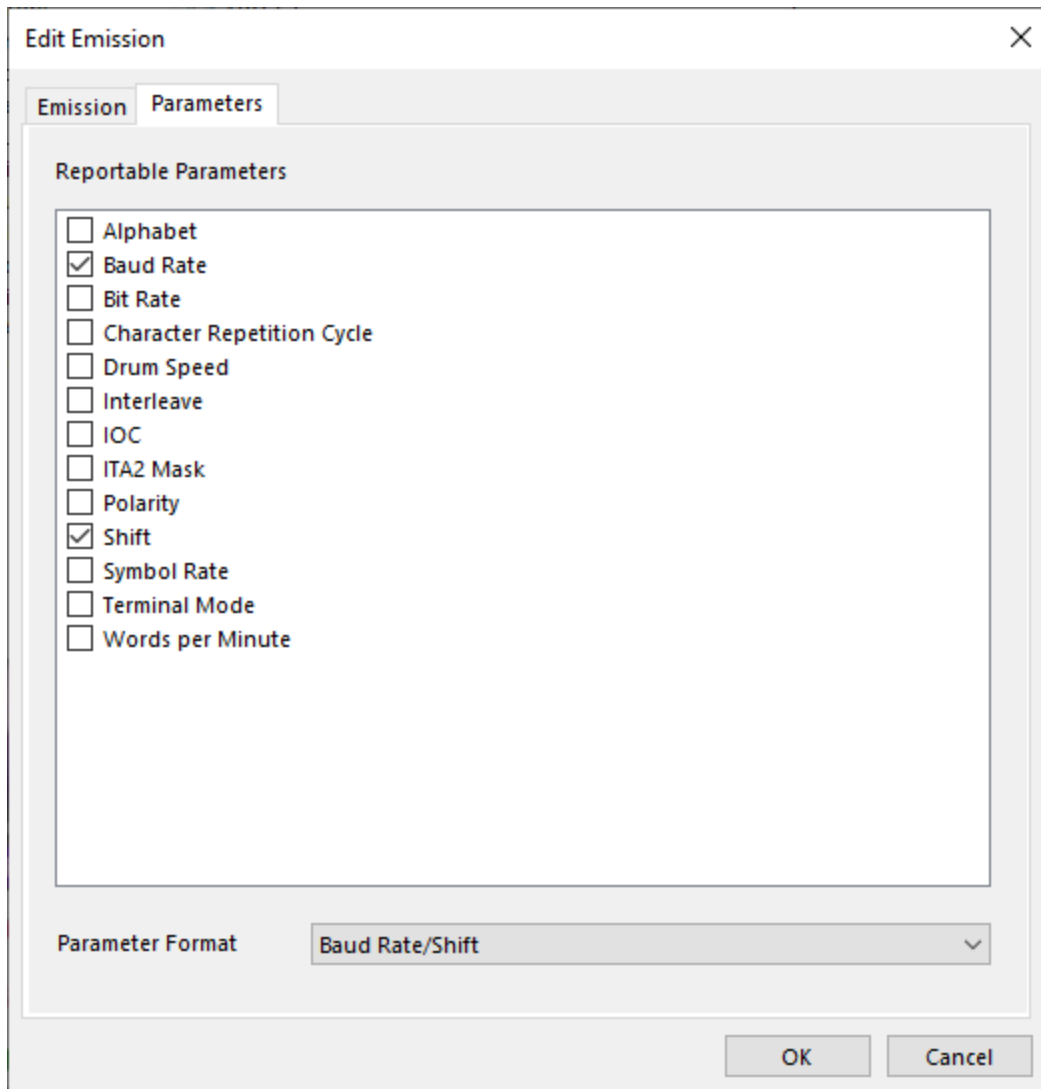 Edit Emission
Emission Parameters
Reportable Parameters
Alphabet
Baud Rate
Bit Rate
Character Repetition Cycle
Drum Speed
Interleave
IOC
ITA2 Mask
Polarity
Shift
Symbol Rate
Terminal Mode
Words per Minute
Parameter Format Baud Rate/Shift
OK Cancel